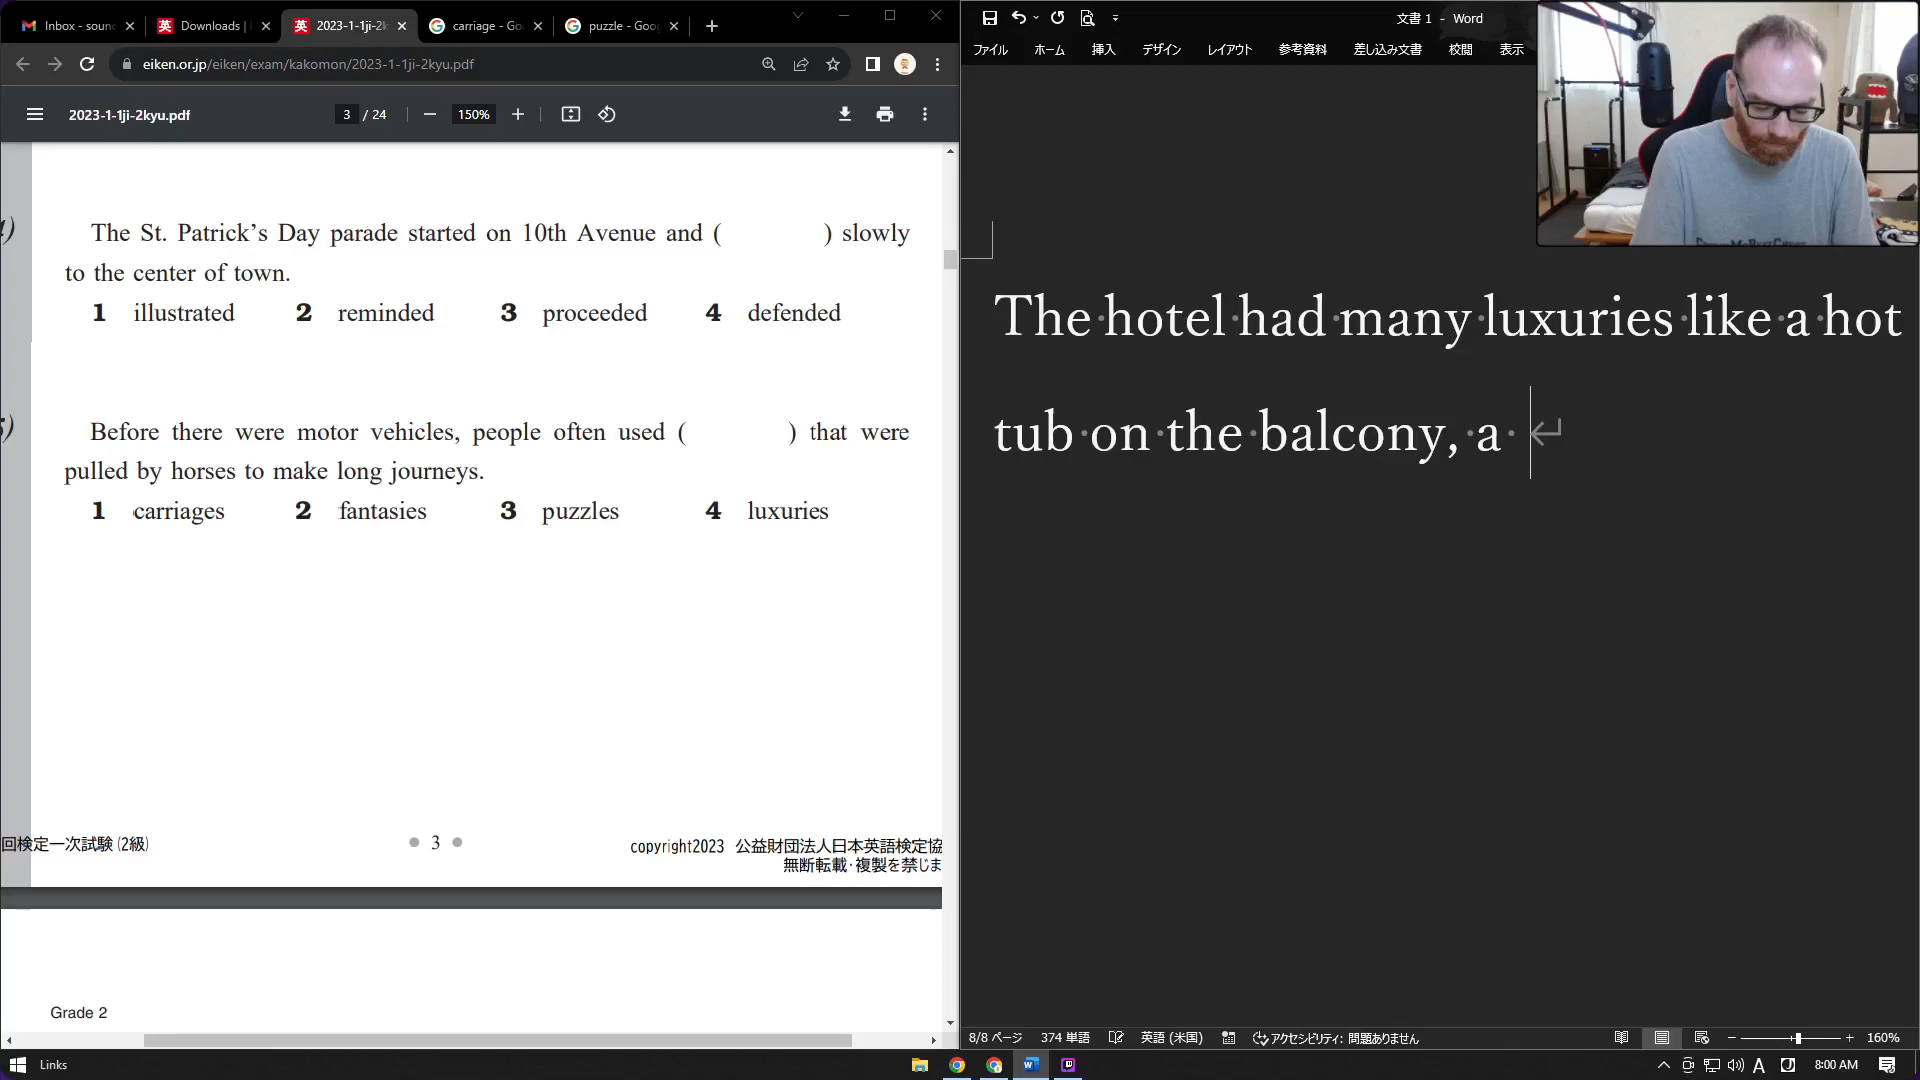 Inbox - soun
Downloads |
2023-1-1ji-2k
carriage - Go
puzzle - Goog
eiken.or.jp/eiken/exam/kakomon/2023-1-1ji-2kyu.pdf
2023-1-1ji-2kyu.pdf
3 / 24
150%
The St. Patrick's Day parade started on 10th Avenue and ( ) slowly
to the center of town.
1 illustrated 2 reminded 3 proceeded 4 defended
Before there were motor vehicles, people often used ( ) that were
pulled by horses to make long journeys.
1 carriages 2 fantasies 3 puzzles 4 luxuries
回検定一次試験 (2級)
3
copyright2023 公益財団法人日本英語検定協
無断転載・複製を禁じま
Grade 2
文書 1 - Word
ファイル ホーム 挿入 デザイン レイアウト 参考資料 差し込み文書 校閲 表示
The hotel had many luxuries like a hot
tub on the balcony, a
8/8 ページ 374 単語 英語 (米国) アクセシビリティ: 問題ありません 160%
Links
A
8:00 AM